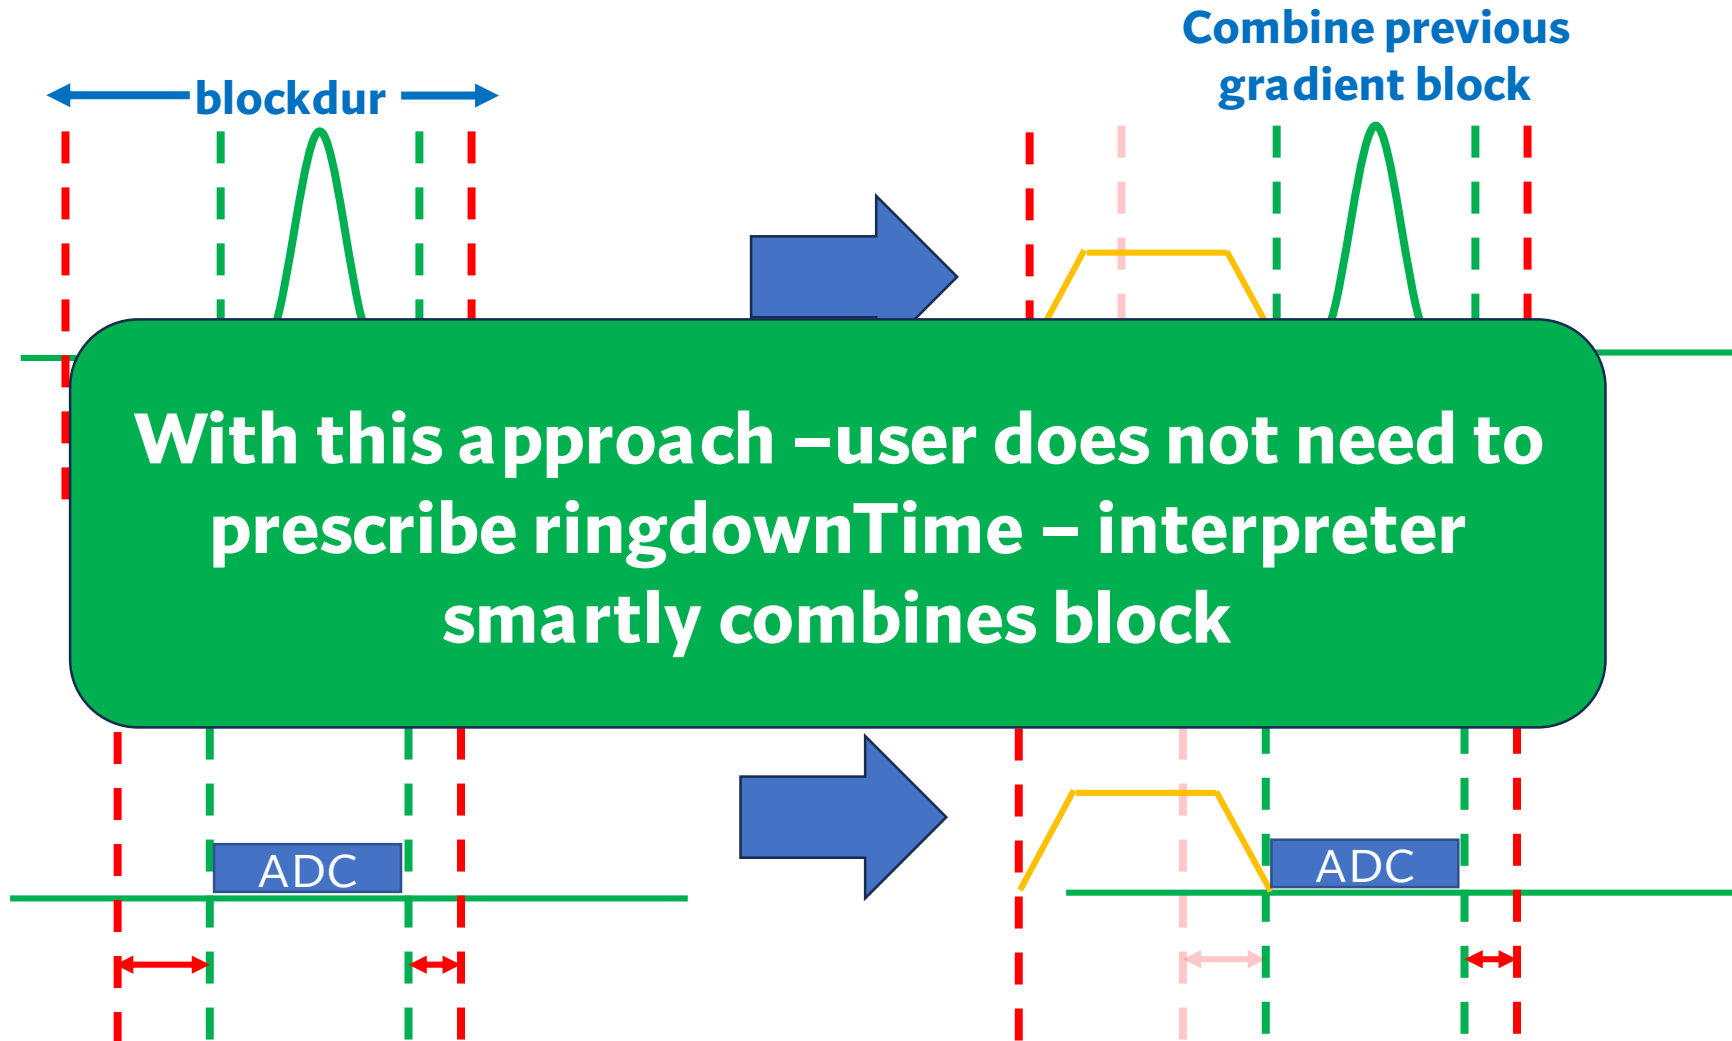 Combine previous
gradient block
blockdur
With this approach –user does not need to
prescribe ringdownTime – interpreter
smartly combines block
ADC
ADC